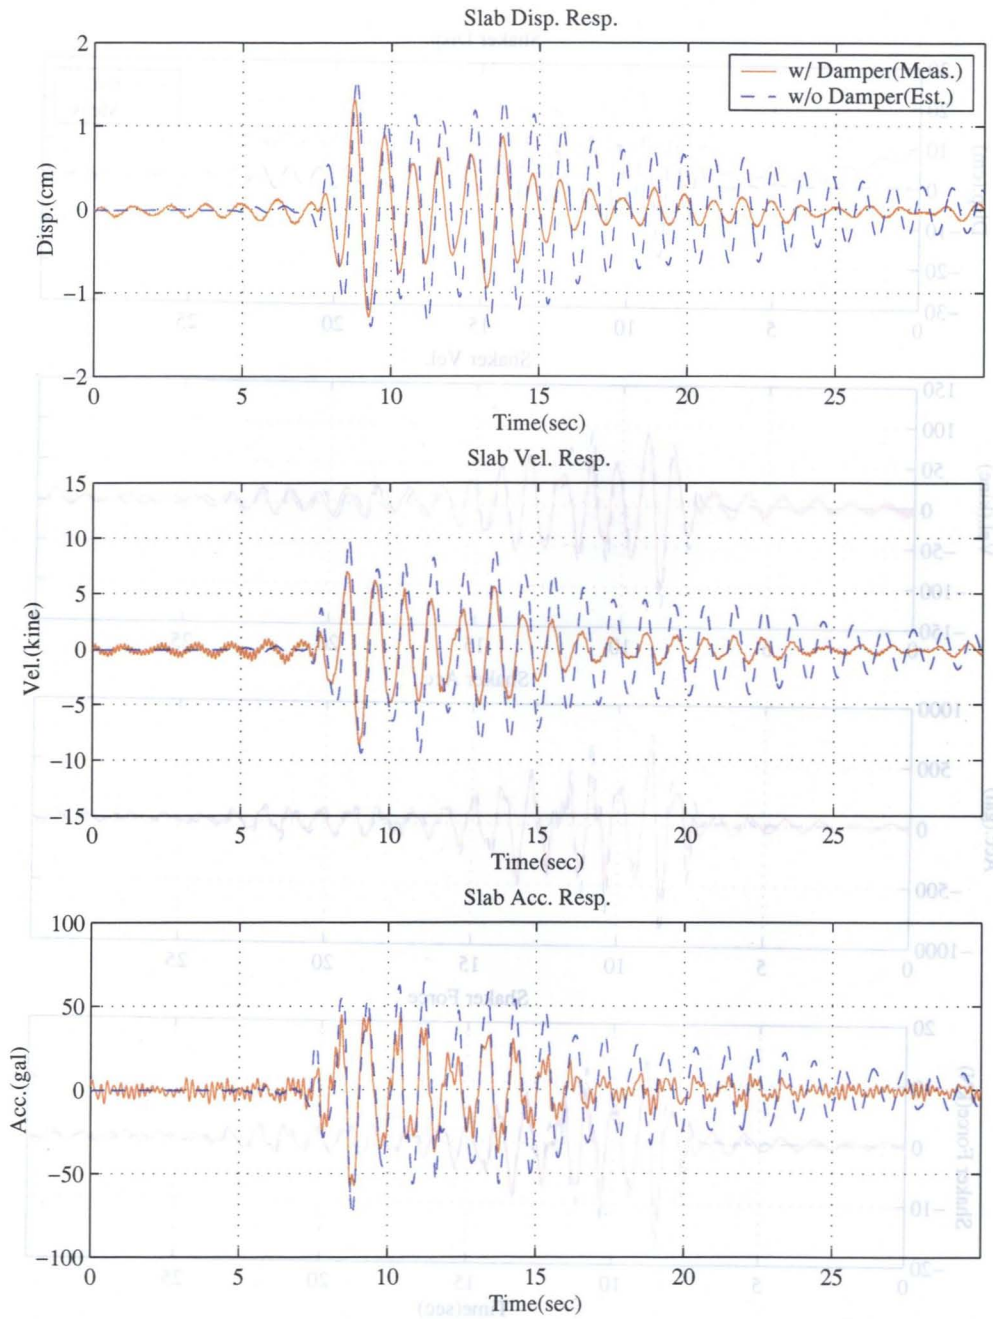 Slab Disp. Resp.
2
w/ Damper(Meas.)
w/o Damper(Est.)
1
Disp.(cm)
0
−1
−2
0 5 10 15 20 25
Time(sec)
Slab Vel. Resp.
15
10
5
Vel.(kine)
0
−5
−10
−15
0 5 10 15 20 25
Time(sec)
Slab Acc. Resp.
100
50
Acc.(gal)
0
−50
−100
0 5 10 15 20 25
Time(sec)